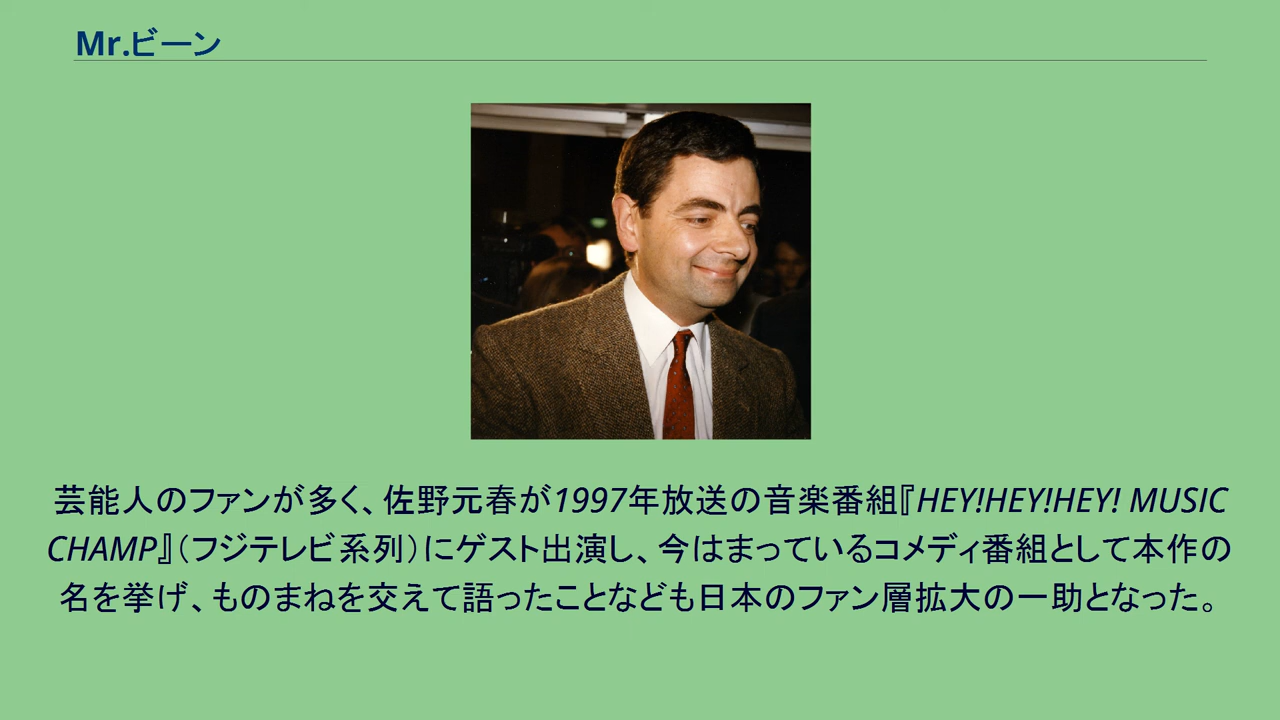 Mr.ビーン
芸能人のファンが多く、佐野元春が1997年放送の音楽番組『HEY!HEY!HEY! MUSIC
CHAMP』（フジテレビ系列）にゲスト出演し、今はまっているコメディ番組として本作の
名を挙げ、ものまねを交えて語ったことなども日本のファン層拡大の一助となった。